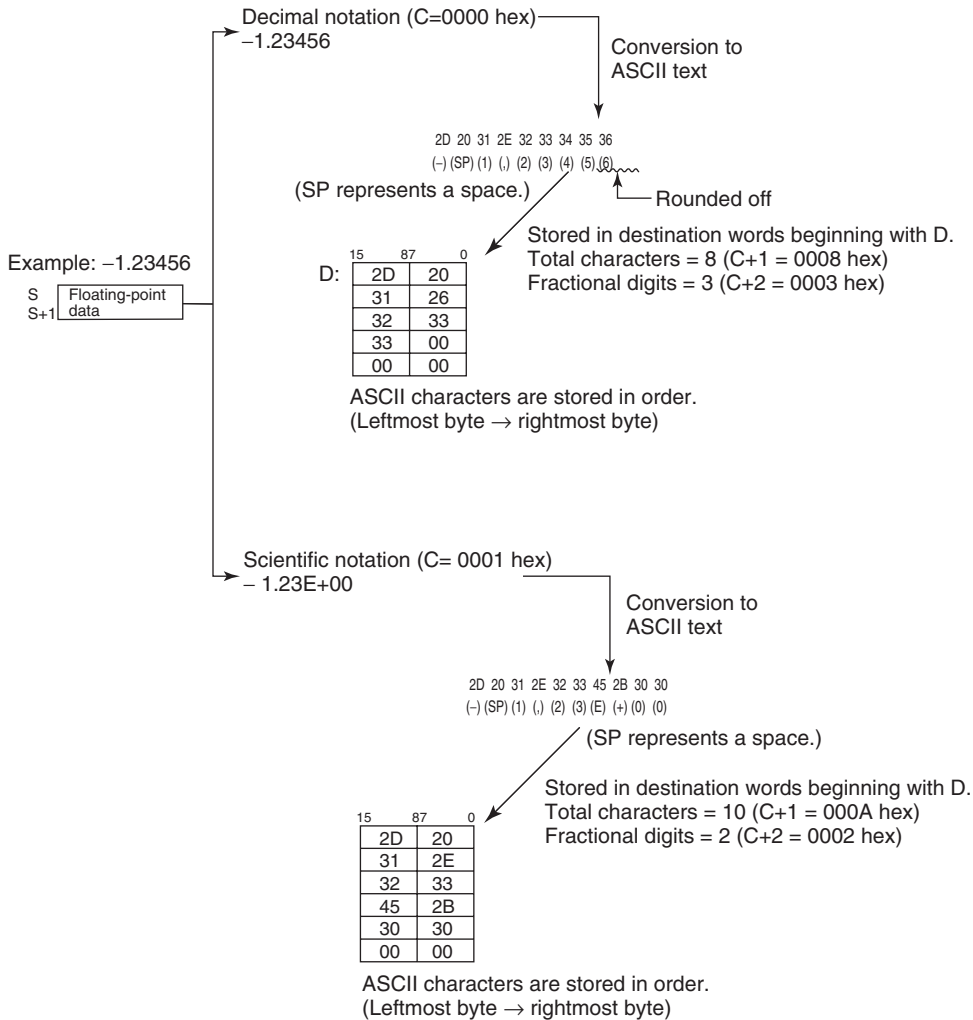 Decimal notation (C=0000 hex)
−1.23456
Conversion to
ASCII text
2D 20 31 2E 32 33 34 35 36
(−) (SP) (1) (,) (2) (3) (4) (5) (6)
(SP represents a space.)
Rounded off
Stored in destination words beginning with D.
Total characters = 8 (C+1 = 0008 hex)
Fractional digits = 3 (C+2 = 0003 hex)
Example: −1.23456
S
S+1
Floating-point
data
15 87 0
D:
2D 20
31 26
32 33
33 00
00 00
ASCII characters are stored in order.
(Leftmost byte → rightmost byte)
Scientific notation (C= 0001 hex)
− 1.23E+00
Conversion to
ASCII text
2D 20 31 2E 32 33 45 2B 30 30
(−) (SP) (1) (,) (2) (3) (E) (+) (0) (0)
(SP represents a space.)
Stored in destination words beginning with D.
Total characters = 10 (C+1 = 000A hex)
Fractional digits = 2 (C+2 = 0002 hex)
15 87 0
2D 20
31 2E
32 33
45 2B
30 30
00 00
ASCII characters are stored in order.
(Leftmost byte → rightmost byte)